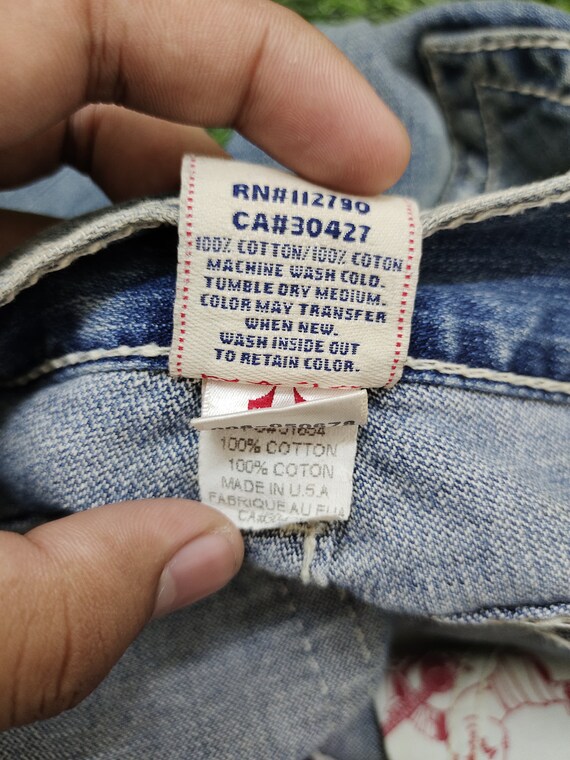 RN#112790
CA#30427
100% COTTON/100% COTON
MACHINE WASH COLD.
TUMBLE DRY MEDIUM.
COLOR MAY TRANSFER
WHEN NEW.
WASH INSIDE OUT
TO RETAIN COLOR.
100% COTTON
100% COTON
MADE IN U.S.A
FABRIQUE AU EUA